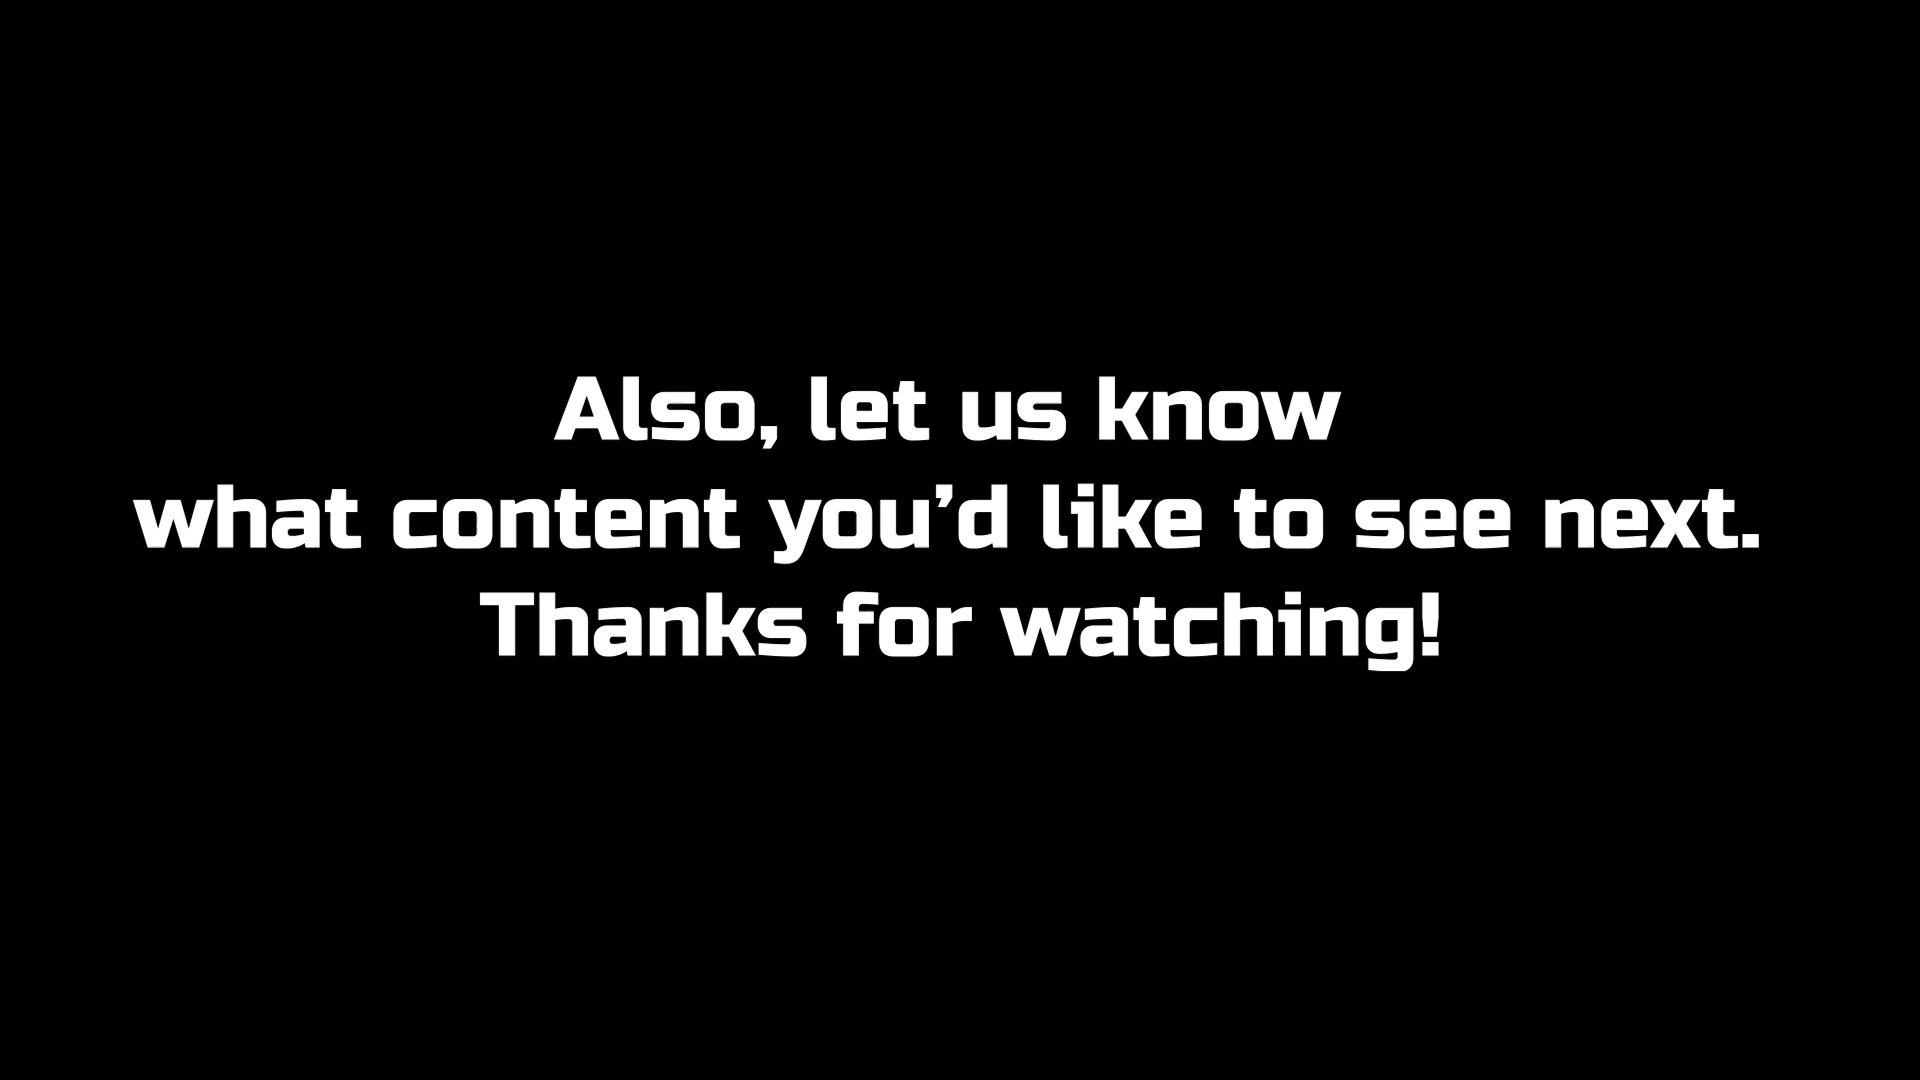 Also, let us know
what content you’d like to see next.
Thanks for watching!